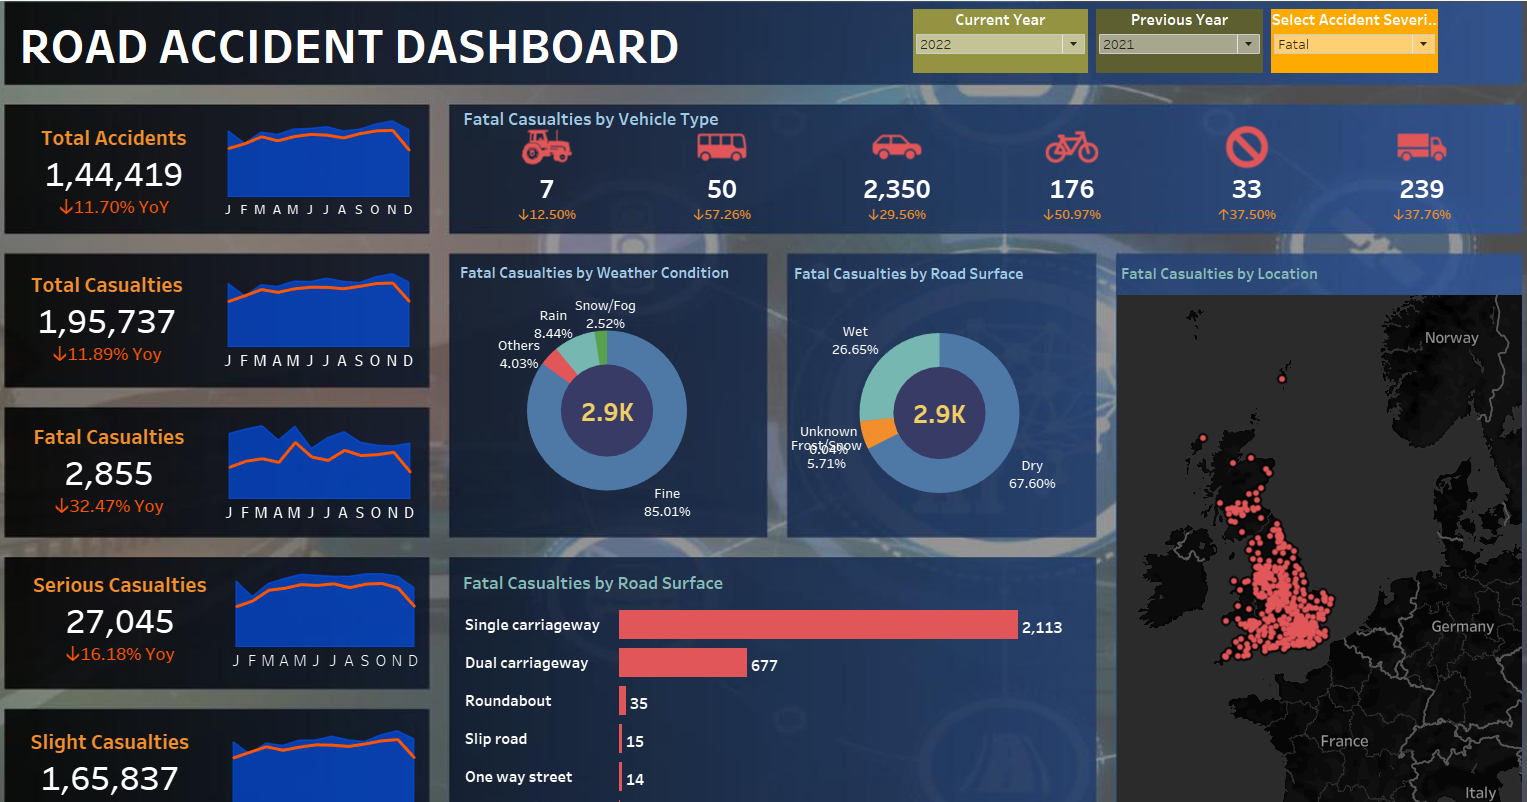 ROAD ACCIDENT DASHBOARD
Current Year
2022
Previous Year
2021
Select Accident Severi..
Fatal
Total Accidents
1,44,419
↓11.70% YoY
J F M A M J J A S O N D
Total Casualties
1,95,737
↓11.89% Yoy
J F M A M J J A S O N D
Fatal Casualties
2,855
↓32.47% Yoy
J F M A M J J A S O N D
Serious Casualties
27,045
↓16.18% Yoy
J F M A M J J A S O N D
Slight Casualties
1,65,837
Fatal Casualties by Vehicle Type
7 50 2,350 176 33 239
↓12.50% ↓57.26% ↓29.56% ↓50.97% ↑37.50% ↓37.76%
Fatal Casualties by Weather Condition
Snow/Fog
2.52%
Rain
8.44%
Others
4.03%
2.9K
Fine
85.01%
Fatal Casualties by Road Surface
Wet
26.65%
2.9K
Unknown
0.04%
Frost/Snow
5.71%
Dry
67.60%
Fatal Casualties by Road Surface
Single carriageway 2,113
Dual carriageway 677
Roundabout 35
Slip road 15
One way street 14
Fatal Casualties by Location
Norway
Germany
France
Italy